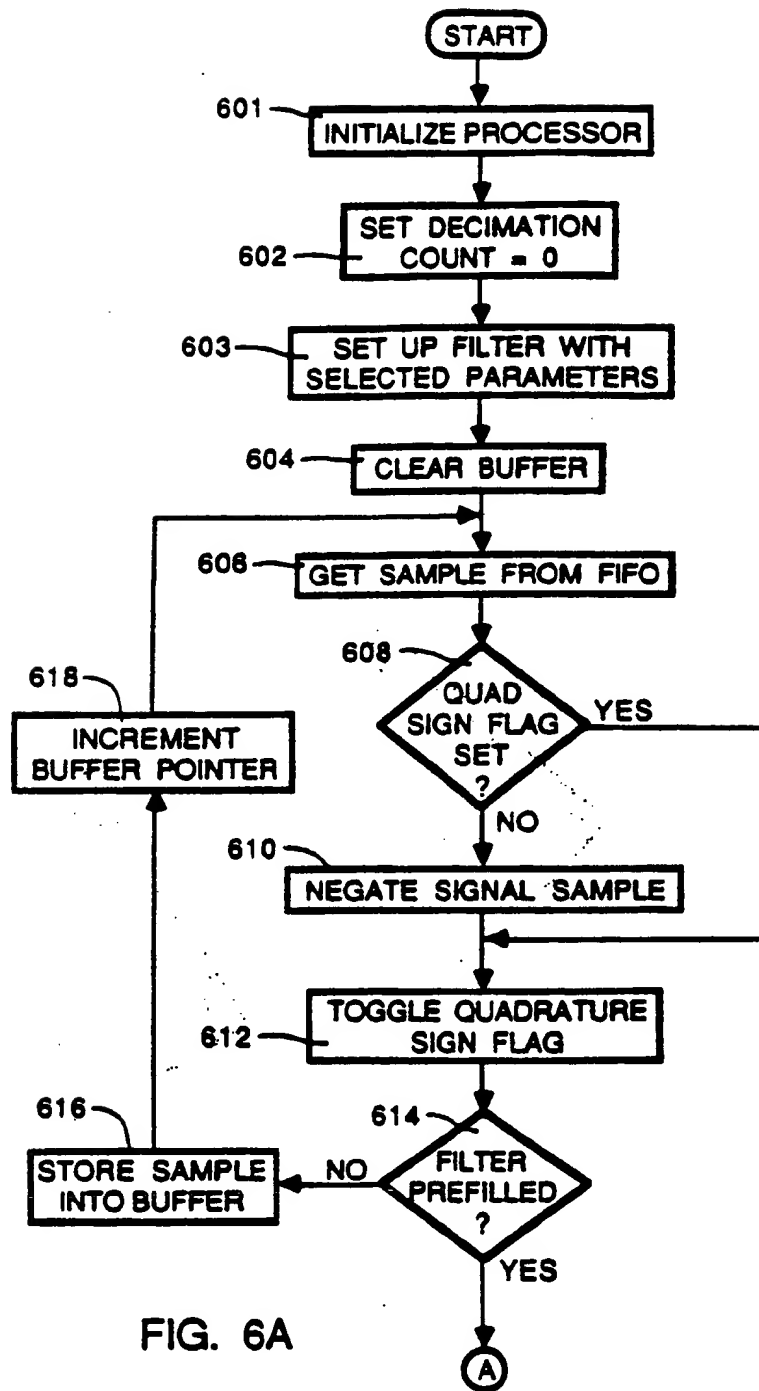 START
601
INITIALIZE PROCESSOR
602
SET DECIMATION
COUNT = 0
603
SET UP FILTER WITH
SELECTED PARAMETERS
604
CLEAR BUFFER
606
GET SAMPLE FROM FIFO
608
QUAD
SIGN FLAG
SET
?
YES
NO
618
INCREMENT
BUFFER POINTER
610
NEGATE SIGNAL SAMPLE
612
TOGGLE QUADRATURE
SIGN FLAG
614
FILTER
PREFILLED
?
NO
616
STORE SAMPLE
INTO BUFFER
YES
FIG. 6A
A